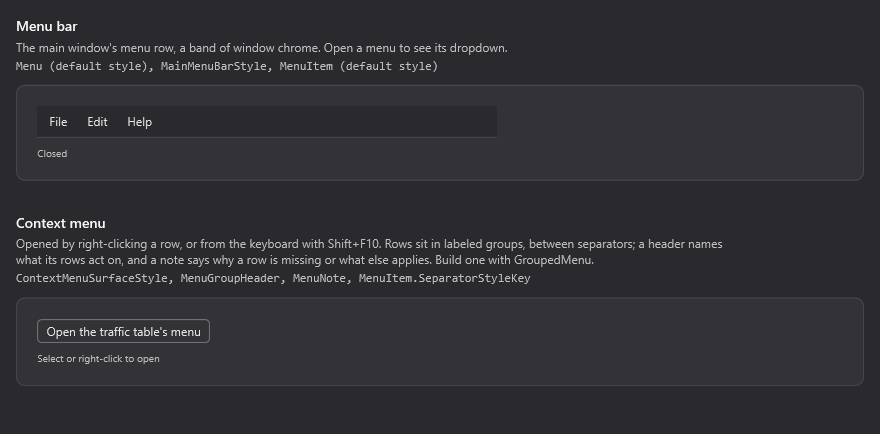 Menu bar
The main window's menu row, a band of window chrome. Open a menu to see its dropdown.
Menu (default style), MainMenuBarStyle, MenuItem (default style)
File Edit Help
Closed
Context menu
Opened by right-clicking a row, or from the keyboard with Shift+F10. Rows sit in labeled groups, between separators; a header names
what its rows act on, and a note says why a row is missing or what else applies. Build one with GroupedMenu.
ContextMenuSurfaceStyle, MenuGroupHeader, MenuNote, MenuItem.SeparatorStyleKey
Open the traffic table's menu
Select or right-click to open